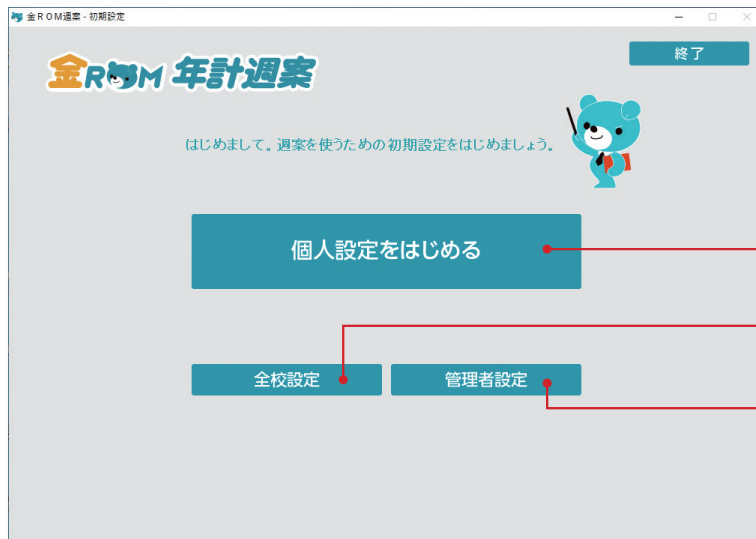 金ROM週案 - 初期設定
終了
金ROM 年計週案
はじめまして。週案を使うための初期設定をはじめましょう。
個人設定をはじめる
全校設定
管理者設定